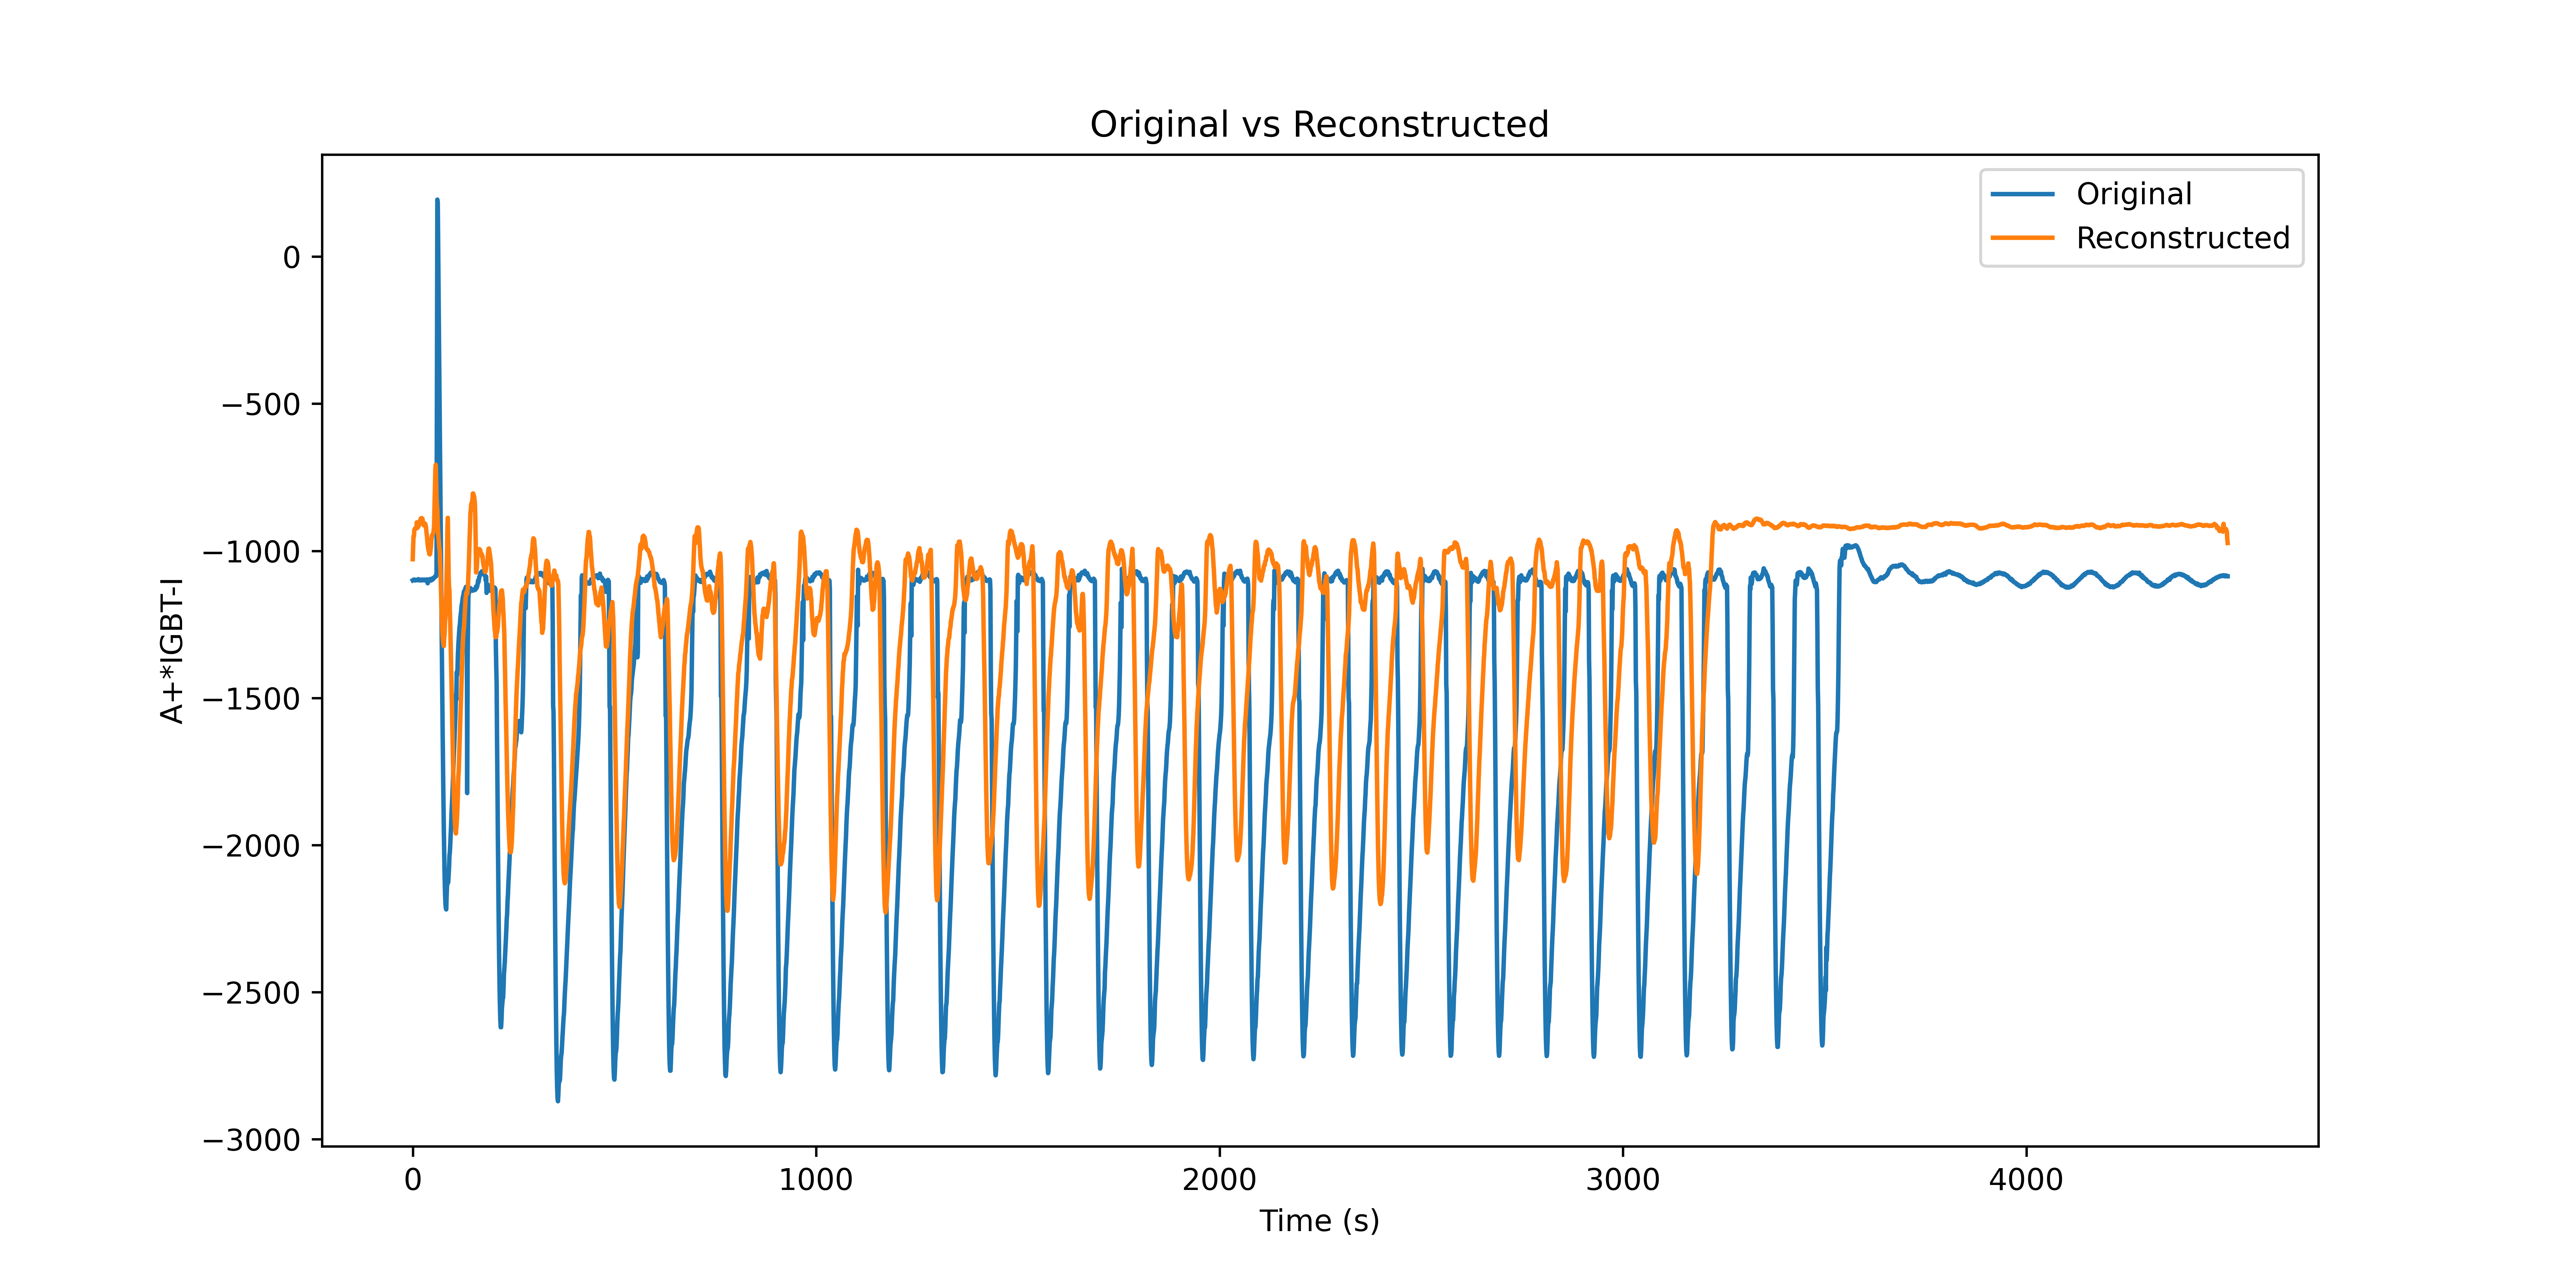 Original vs Reconstructed
Original
Reconstructed
A+*IGBT-I
0
−500
−1000
−1500
−2000
−2500
−3000
0 1000 2000 3000 4000
Time (s)